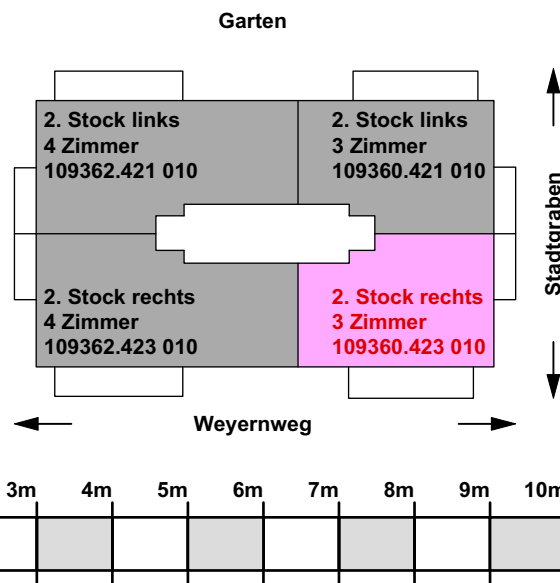 Garten
2. Stock links
4 Zimmer
109362.421 010
2. Stock links
3 Zimmer
109360.421 010
Stadtgraben
2. Stock rechts
4 Zimmer
109362.423 010
2. Stock rechts
3 Zimmer
109360.423 010
Weyernweg
3m 4m 5m 6m 7m 8m 9m 10m